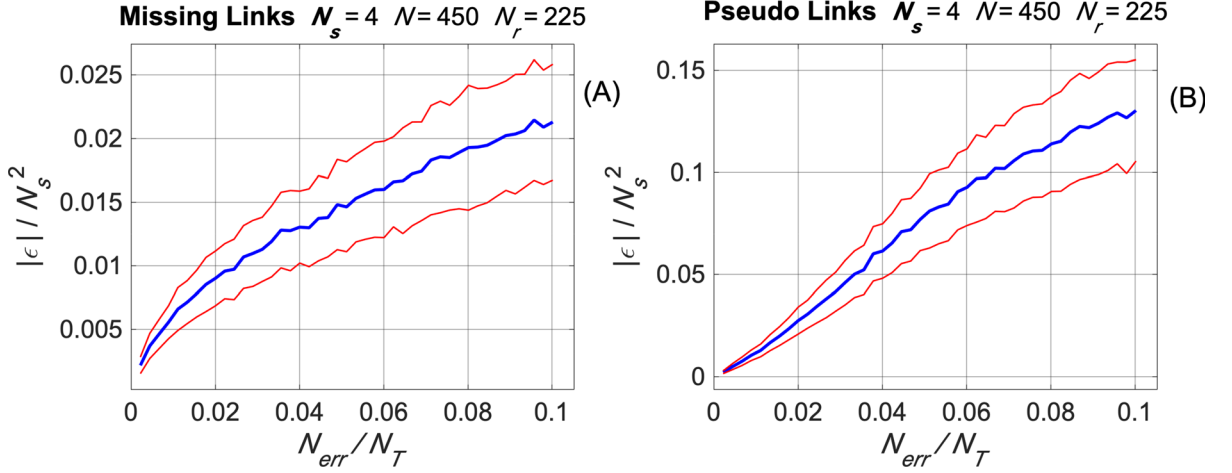 Missing Links N_s=4 N=450 N_r=225
0.025
0.02
0.015
0.01
0.005
|ϵ| / N_s^2
0 0.02 0.04 0.06 0.08 0.1
N_err/N_T
(A)
Pseudo Links N_s=4 N=450 N_r=225
0.15
0.1
0.05
0
|ϵ| / N_s^2
0 0.02 0.04 0.06 0.08 0.1
N_err/N_T
(B)